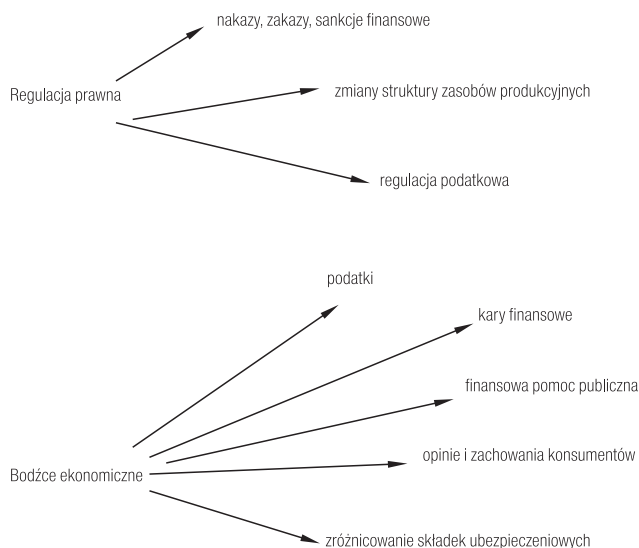 nakazy, zakazy, sankcje finansowe
Regulacja prawna
zmiany struktury zasobów produkcyjnych
regulacja podatkowa
podatki
kary finansowe
finansowa pomoc publiczna
opinie i zachowania konsumentów
Bodźce ekonomiczne
zróżnicowanie składek ubezpieczeniowych